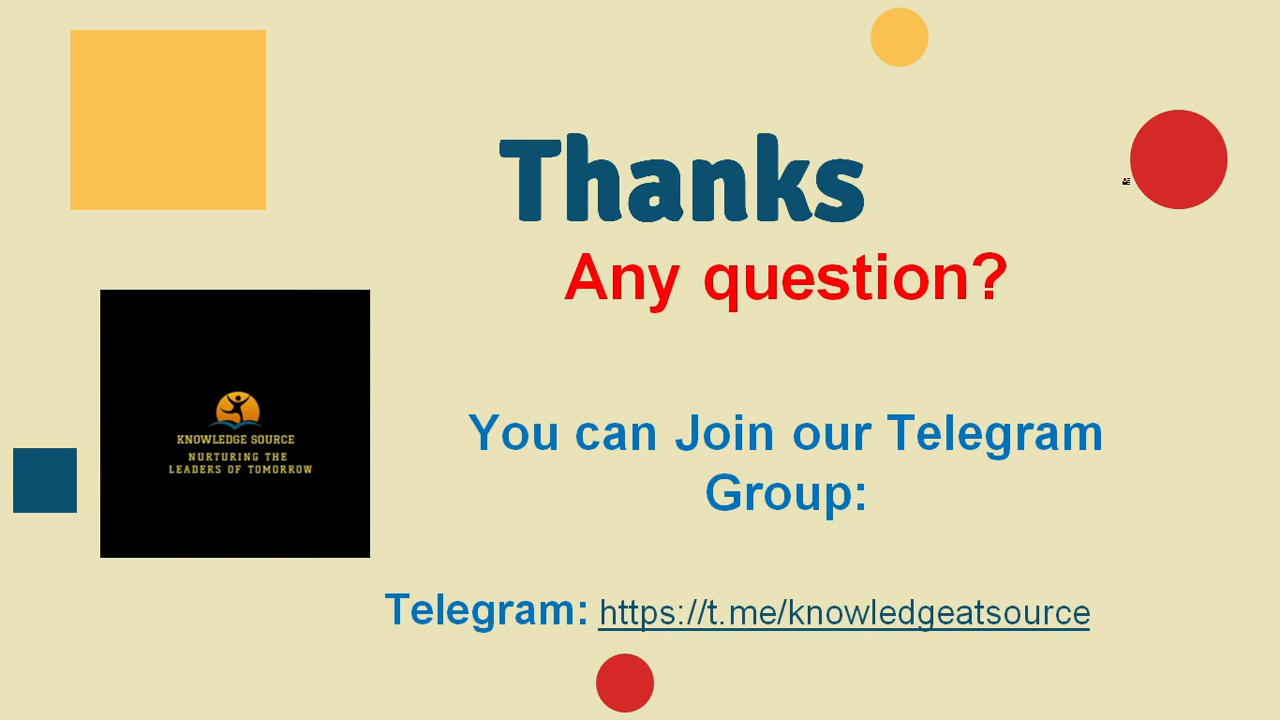 Thanks
Any question?
KNOWLEDGE SOURCE
NURTURING THE
LEADERS OF TOMORROW
You can Join our Telegram
Group:
Telegram: https://t.me/knowledgeatsource